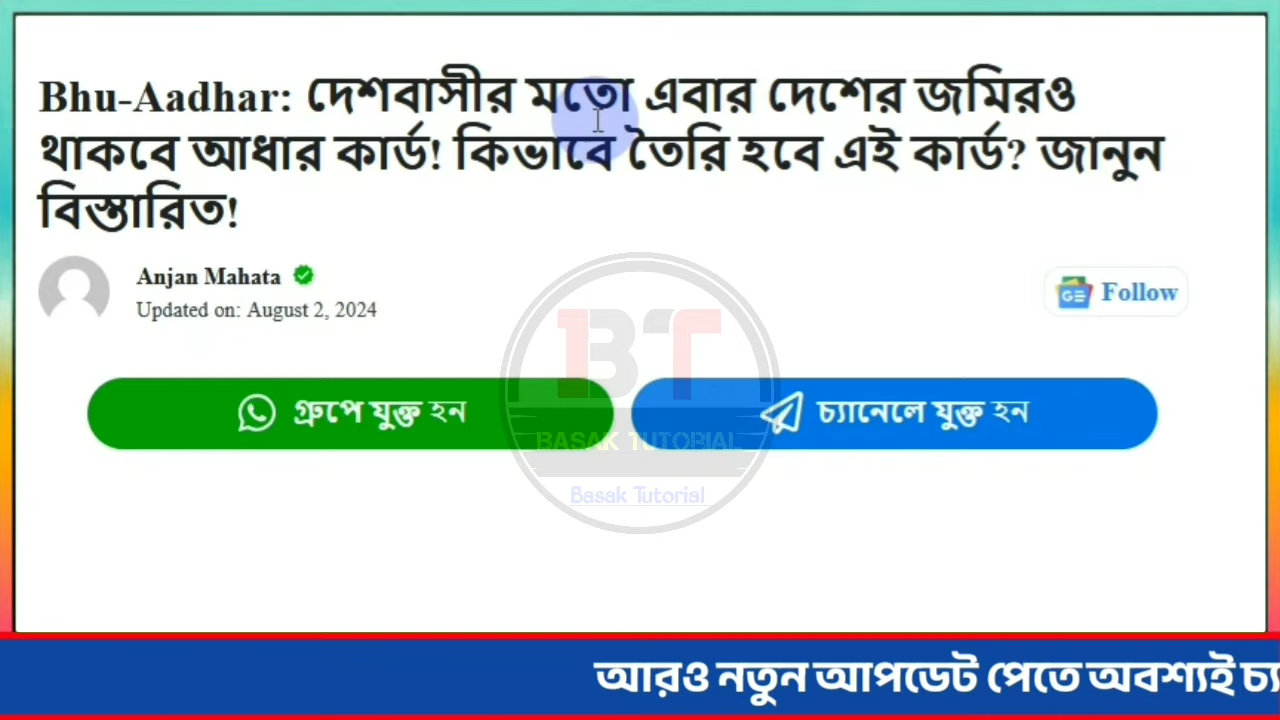 Bhu-Aadhar: দেশবাসীর মতো এবার দেশের জমিরও
থাকবে আধার কার্ড! কিভাবে তৈরি হবে এই কার্ড? জানুন
বিস্তারিত!
Anjan Mahata
Updated on: August 2, 2024
GE Follow
গ্রুপে যুক্ত হন
চ্যানেলে যুক্ত হন
BT
BASAK TUTORIAL
Basak Tutorial
আরও নতুন আপডেট পেতে অবশ্যই